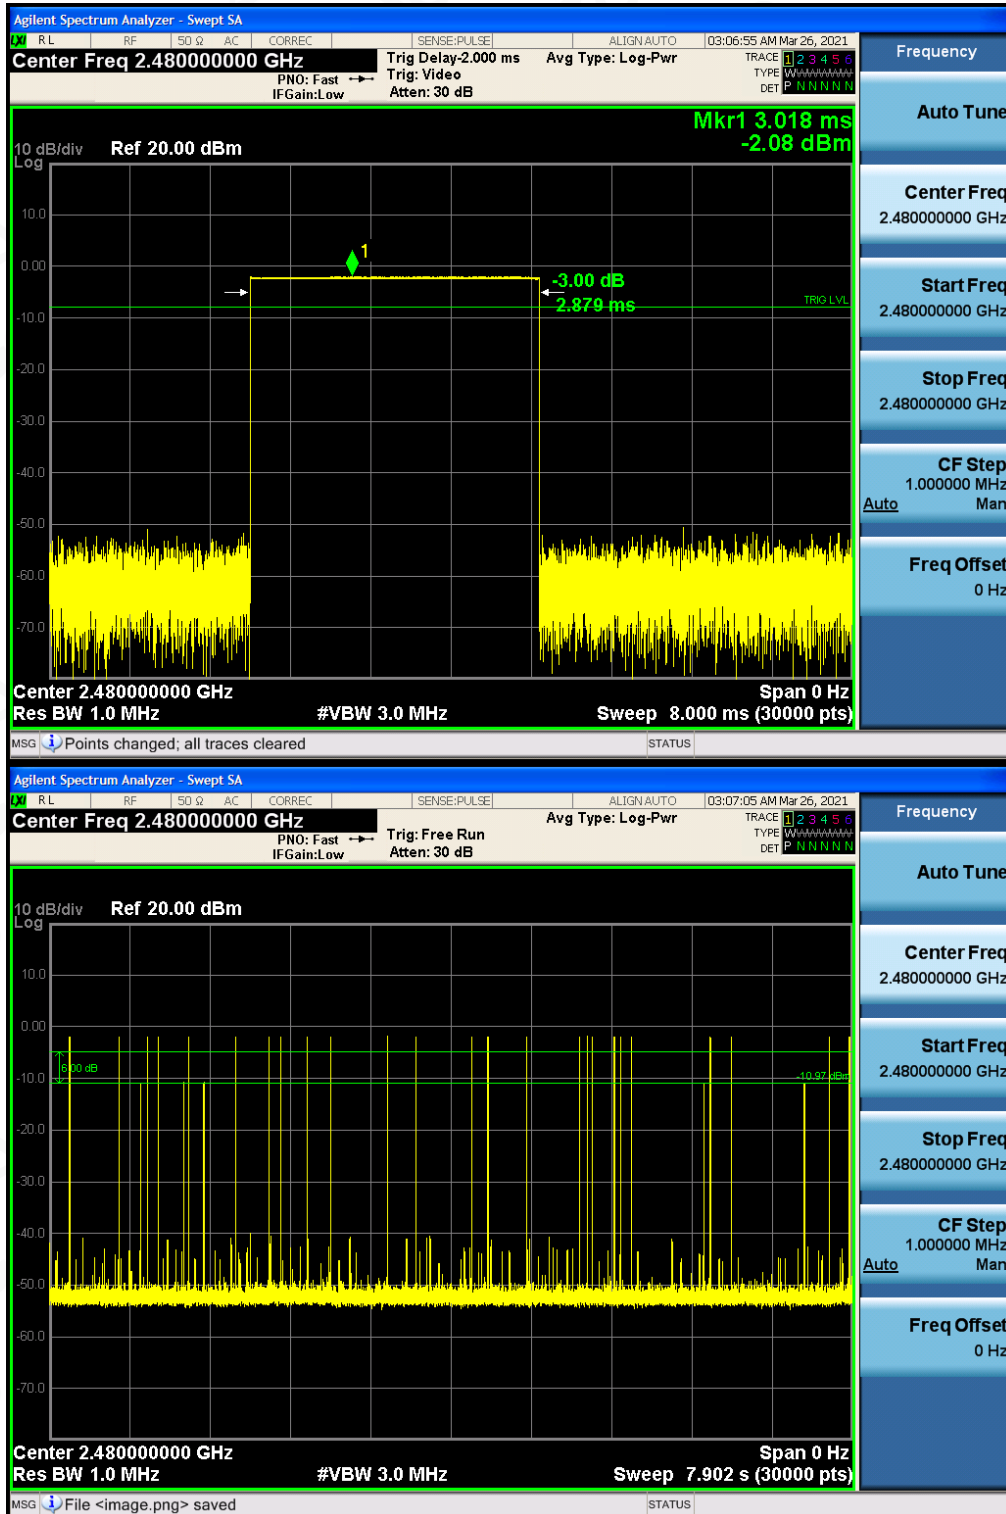 Agilent Spectrum Analyzer - Swept SA
LXI RL RF 50 Ω AC CORREC SENSE:PULSE ALIGN AUTO 03:06:55 AM Mar 26, 2021
Center Freq 2.480000000 GHz
PNO: Fast
IFGain:Low
Trig Delay-2.000 ms
Trig: Video
Atten: 30 dB
Avg Type: Log-Pwr
TRACE 1 2 3 4 5 6
TYPE WWWWWW
DET P N N N N N
Mkr1 3.018 ms
-2.08 dBm
10 dB/div Ref 20.00 dBm
Log
10.0
0.00
-10.0
-20.0
-30.0
-40.0
-50.0
-60.0
-70.0
1
-3.00 dB
2.879 ms
TRIG LVL
Center 2.480000000 GHz Span 0 Hz
Res BW 1.0 MHz #VBW 3.0 MHz Sweep 8.000 ms (30000 pts)
MSG Points changed; all traces cleared STATUS
Frequency
Auto Tune
Center Freq
2.480000000 GHz
Start Freq
2.480000000 GHz
Stop Freq
2.480000000 GHz
CF Step
1.000000 MHz
Auto Man
Freq Offset
0 Hz
Agilent Spectrum Analyzer - Swept SA
LXI RL RF 50 Ω AC CORREC SENSE:PULSE ALIGN AUTO 03:07:05 AM Mar 26, 2021
Center Freq 2.480000000 GHz
PNO: Fast
IFGain:Low
Trig: Free Run
Atten: 30 dB
Avg Type: Log-Pwr
TRACE 1 2 3 4 5 6
TYPE WWWWWW
DET P N N N N N
10 dB/div Ref 20.00 dBm
Log
10.0
0.00
-10.0
-20.0
-30.0
-40.0
-50.0
-60.0
-70.0
6.00 dB
-10.97 dBm
Center 2.480000000 GHz Span 0 Hz
Res BW 1.0 MHz #VBW 3.0 MHz Sweep 7.902 s (30000 pts)
MSG File <image.png> saved STATUS
Frequency
Auto Tune
Center Freq
2.480000000 GHz
Start Freq
2.480000000 GHz
Stop Freq
2.480000000 GHz
CF Step
1.000000 MHz
Auto Man
Freq Offset
0 Hz